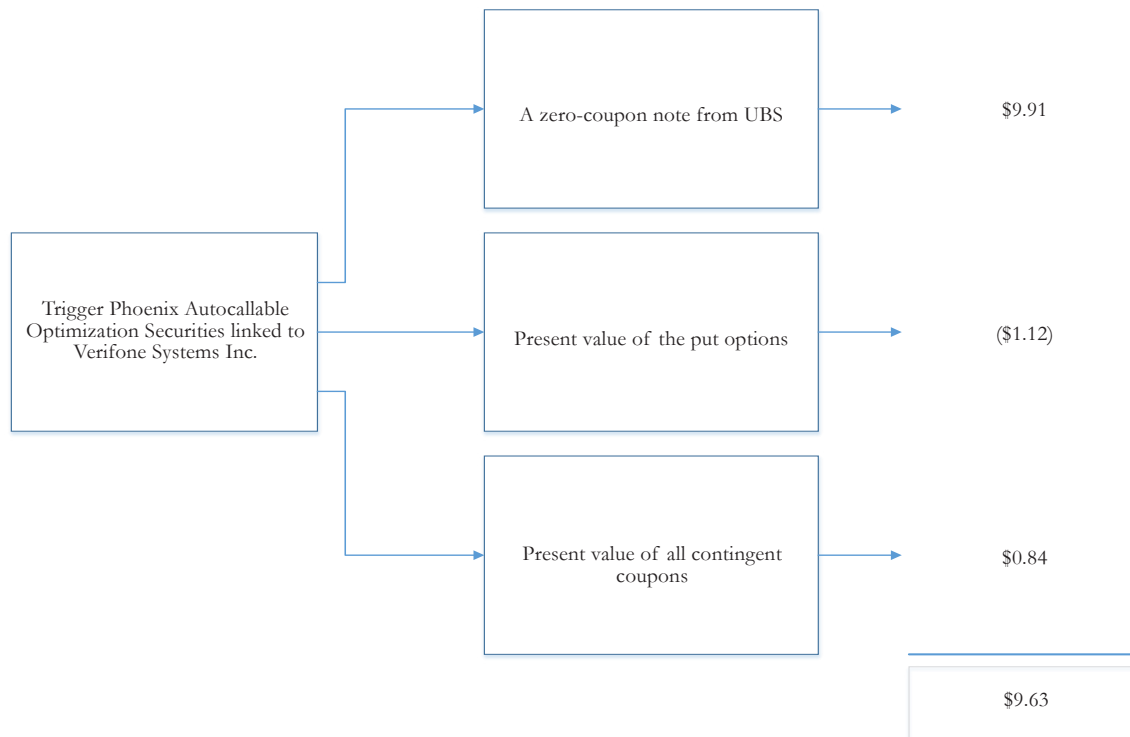 A zero-coupon note from UBS
$9.91
Trigger Phoenix Autocallable
Optimization Securities linked to
Verifone Systems Inc.
Present value of the put options
($1.12)
Present value of all contingent
coupons
$0.84
$9.63